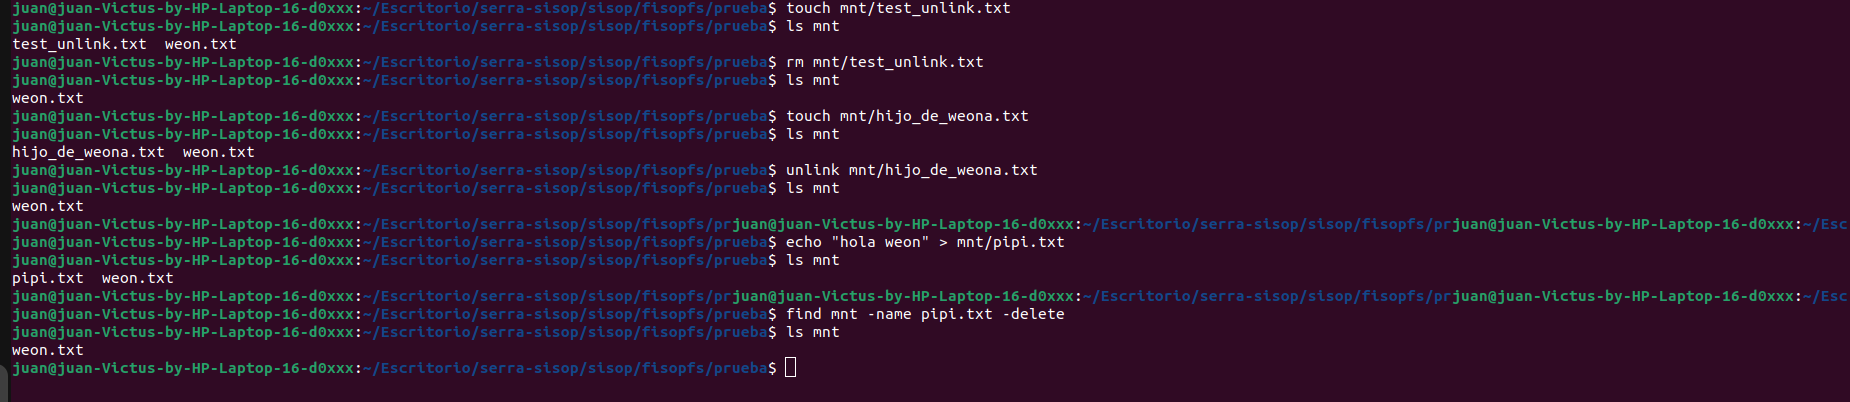 juan@juan-Victus-by-HP-Laptop-16-d0xxx:~/Escritorio/serra-sisop/sisop/fisopfs/prueba$ touch mnt/test_unlink.txt
juan@juan-Victus-by-HP-Laptop-16-d0xxx:~/Escritorio/serra-sisop/sisop/fisopfs/prueba$ ls mnt
test_unlink.txt  weon.txt
juan@juan-Victus-by-HP-Laptop-16-d0xxx:~/Escritorio/serra-sisop/sisop/fisopfs/prueba$ rm mnt/test_unlink.txt
juan@juan-Victus-by-HP-Laptop-16-d0xxx:~/Escritorio/serra-sisop/sisop/fisopfs/prueba$ ls mnt
weon.txt
juan@juan-Victus-by-HP-Laptop-16-d0xxx:~/Escritorio/serra-sisop/sisop/fisopfs/prueba$ touch mnt/hijo_de_weona.txt
juan@juan-Victus-by-HP-Laptop-16-d0xxx:~/Escritorio/serra-sisop/sisop/fisopfs/prueba$ ls mnt
hijo_de_weona.txt  weon.txt
juan@juan-Victus-by-HP-Laptop-16-d0xxx:~/Escritorio/serra-sisop/sisop/fisopfs/prueba$ unlink mnt/hijo_de_weona.txt
juan@juan-Victus-by-HP-Laptop-16-d0xxx:~/Escritorio/serra-sisop/sisop/fisopfs/prueba$ ls mnt
weon.txt
juan@juan-Victus-by-HP-Laptop-16-d0xxx:~/Escritorio/serra-sisop/sisop/fisopfs/prjuan@juan-Victus-by-HP-Laptop-16-d0xxx:~/Escritorio/serra-sisop/sisop/fisopfs/prjuan@juan-Victus-by-HP-Laptop-16-d0xxx:~/Esc
juan@juan-Victus-by-HP-Laptop-16-d0xxx:~/Escritorio/serra-sisop/sisop/fisopfs/prueba$ echo "hola weon" > mnt/pipi.txt
juan@juan-Victus-by-HP-Laptop-16-d0xxx:~/Escritorio/serra-sisop/sisop/fisopfs/prueba$ ls mnt
pipi.txt  weon.txt
juan@juan-Victus-by-HP-Laptop-16-d0xxx:~/Escritorio/serra-sisop/sisop/fisopfs/prjuan@juan-Victus-by-HP-Laptop-16-d0xxx:~/Escritorio/serra-sisop/sisop/fisopfs/prjuan@juan-Victus-by-HP-Laptop-16-d0xxx:~/Esc
juan@juan-Victus-by-HP-Laptop-16-d0xxx:~/Escritorio/serra-sisop/sisop/fisopfs/prueba$ find mnt -name pipi.txt -delete
juan@juan-Victus-by-HP-Laptop-16-d0xxx:~/Escritorio/serra-sisop/sisop/fisopfs/prueba$ ls mnt
weon.txt
juan@juan-Victus-by-HP-Laptop-16-d0xxx:~/Escritorio/serra-sisop/sisop/fisopfs/prueba$